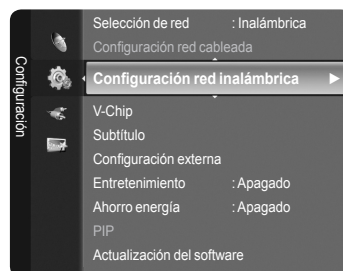 Configuración
Selección de red : Inalámbrica
Configuración red cableada
Configuración red inalámbrica
V-Chip
Subtítulo
Configuración externa
Entretenimiento : Apagado
Ahorro energía : Apagado
PIP
Actualización del software